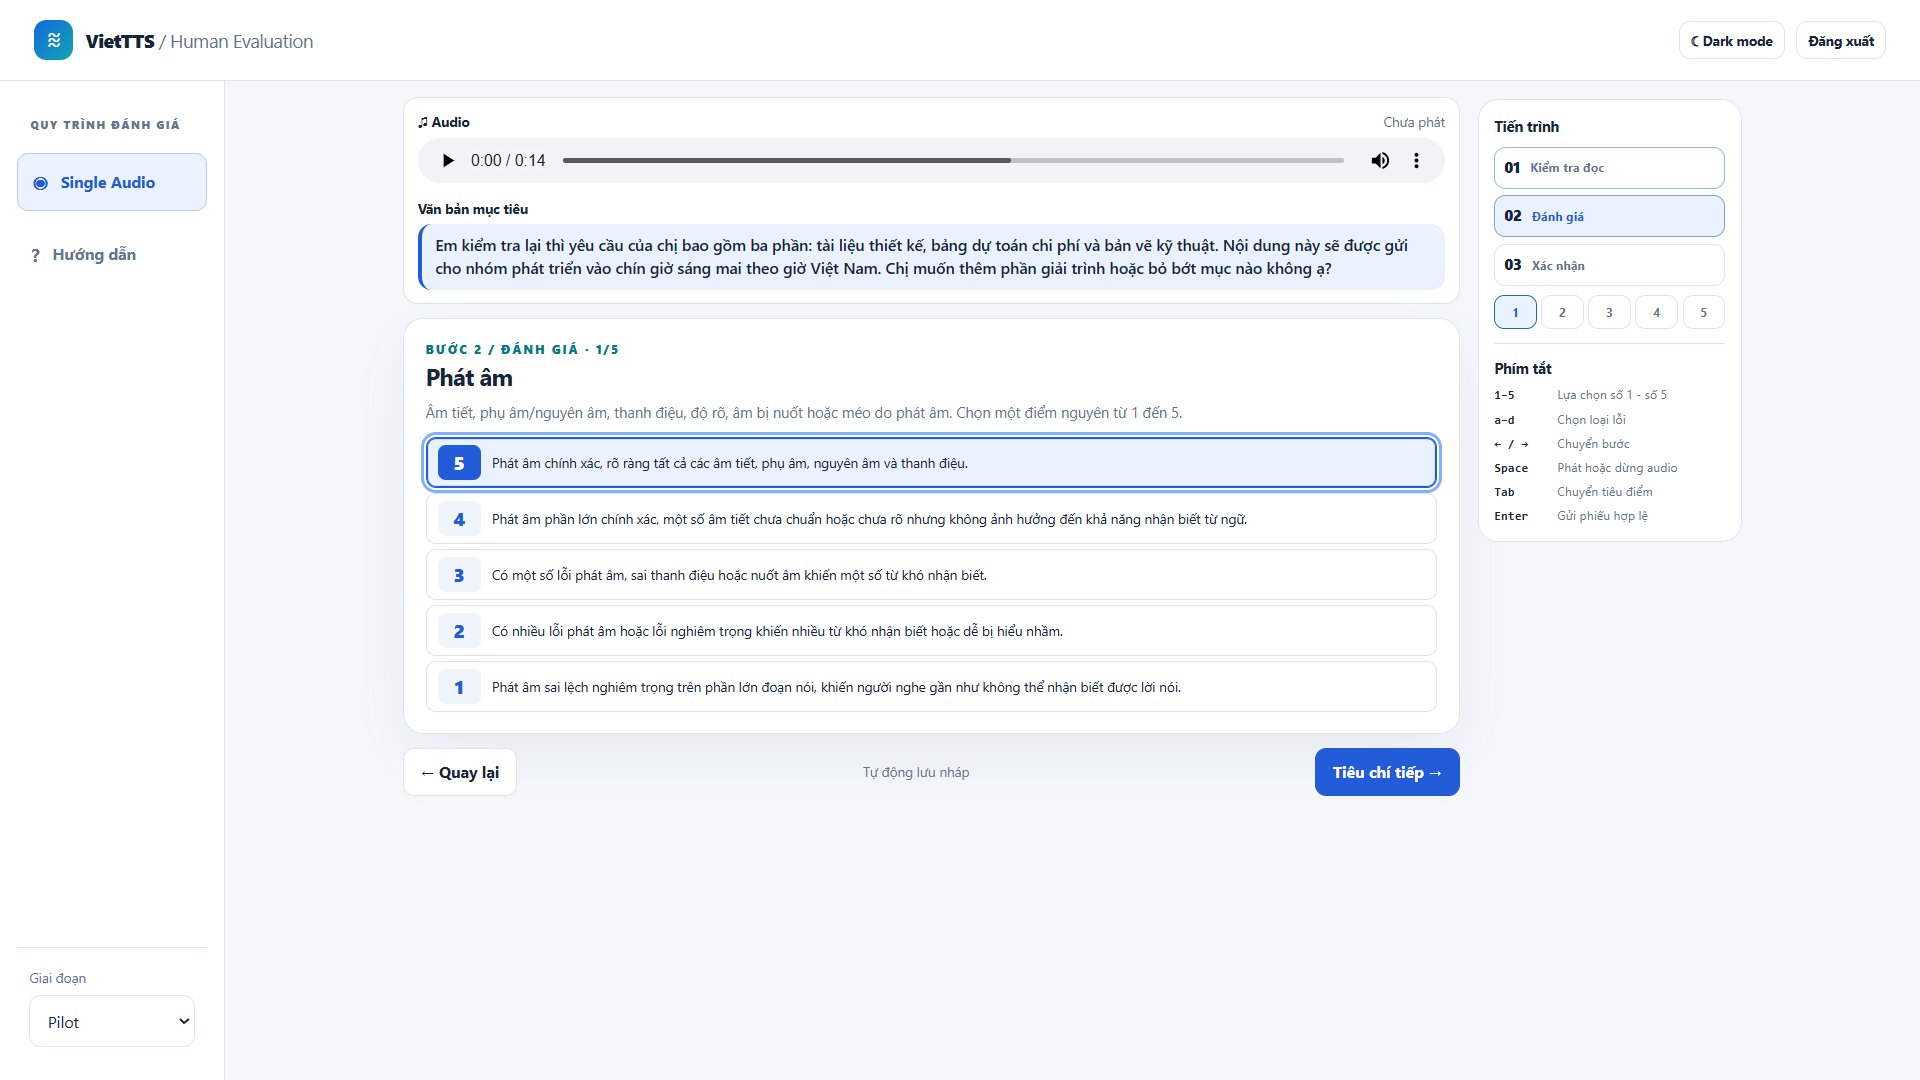 VietTTS / Human Evaluation
☾ Dark mode
Đăng xuất
QUY TRÌNH ĐÁNH GIÁ
◉ Single Audio
? Hướng dẫn
Giai đoạn
Pilot
♫ Audio
Chưa phát
0:00 / 0:14
Văn bản mục tiêu
Em kiểm tra lại thì yêu cầu của chị bao gồm ba phần: tài liệu thiết kế, bảng dự toán chi phí và bản vẽ kỹ thuật. Nội dung này sẽ được gửi
cho nhóm phát triển vào chín giờ sáng mai theo giờ Việt Nam. Chị muốn thêm phần giải trình hoặc bỏ bớt mục nào không ạ?
BƯỚC 2 / ĐÁNH GIÁ · 1/5
Phát âm
Âm tiết, phụ âm/nguyên âm, thanh điệu, độ rõ, âm bị nuốt hoặc méo do phát âm. Chọn một điểm nguyên từ 1 đến 5.
5 Phát âm chính xác, rõ ràng tất cả các âm tiết, phụ âm, nguyên âm và thanh điệu.
4 Phát âm phần lớn chính xác, một số âm tiết chưa chuẩn hoặc chưa rõ nhưng không ảnh hưởng đến khả năng nhận biết từ ngữ.
3 Có một số lỗi phát âm, sai thanh điệu hoặc nuốt âm khiến một số từ khó nhận biết.
2 Có nhiều lỗi phát âm hoặc lỗi nghiêm trọng khiến nhiều từ khó nhận biết hoặc dễ bị hiểu nhầm.
1 Phát âm sai lệch nghiêm trọng trên phần lớn đoạn nói, khiến người nghe gần như không thể nhận biết được lời nói.
← Quay lại
Tự động lưu nháp
Tiêu chí tiếp →
Tiến trình
01 Kiểm tra đọc
02 Đánh giá
03 Xác nhận
1 2 3 4 5
Phím tắt
1-5 Lựa chọn số 1 - số 5
a-d Chọn loại lỗi
← / → Chuyển bước
Space Phát hoặc dừng audio
Tab Chuyển tiêu điểm
Enter Gửi phiếu hợp lệ